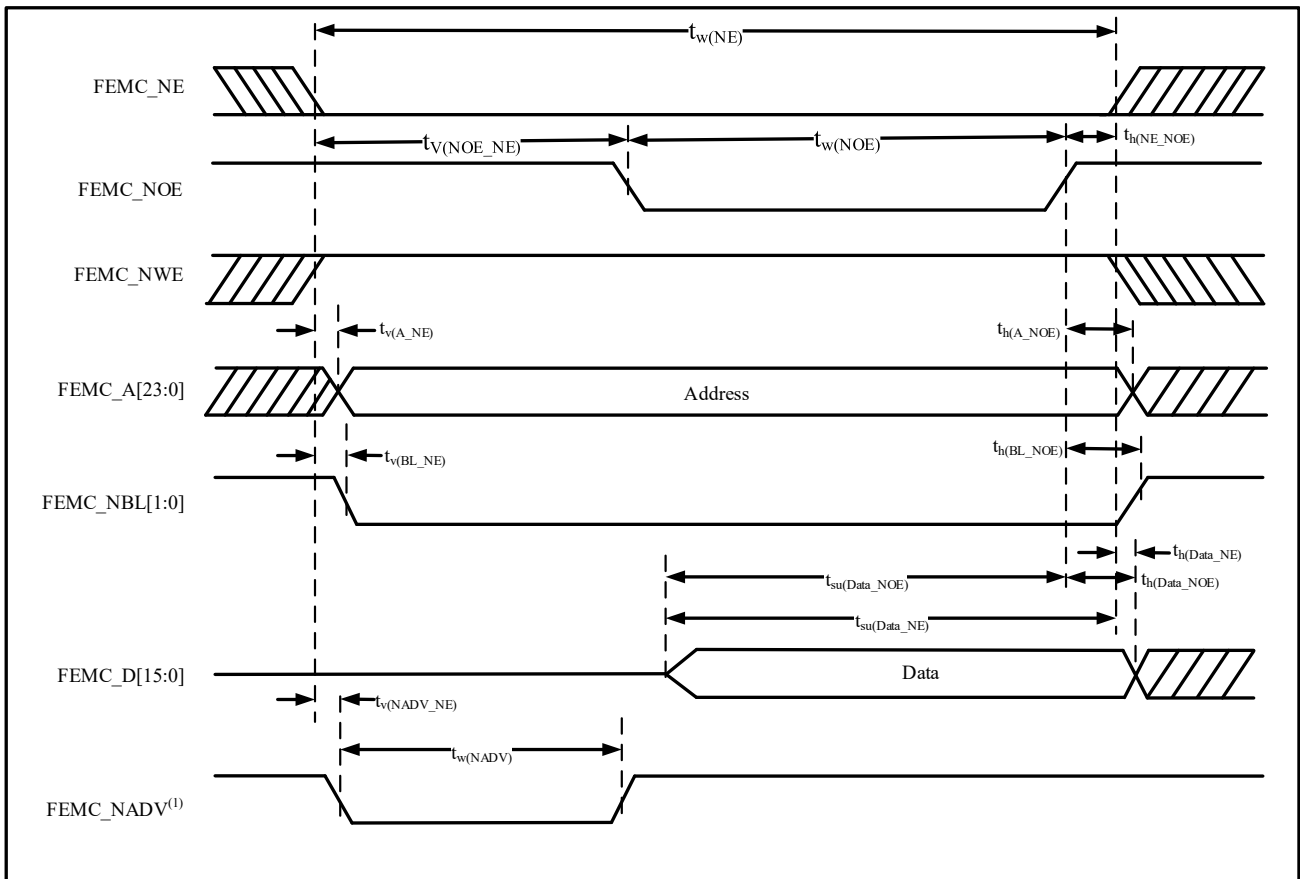 tw(NE)
FEMC_NE
tV(NOE_NE)
tw(NOE)
th(NE_NOE)
FEMC_NOE
FEMC_NWE
tv(A_NE)
th(A_NOE)
FEMC_A[23:0]
Address
tv(BL_NE)
th(BL_NOE)
FEMC_NBL[1:0]
th(Data_NE)
tsu(Data_NOE)
th(Data_NOE)
tsu(Data_NE)
FEMC_D[15:0]
Data
tv(NADV_NE)
tw(NADV)
FEMC_NADV(1)